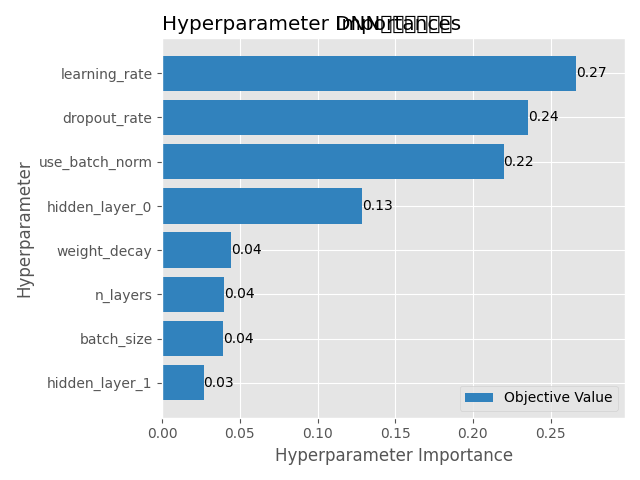 Hyperparameter Importances
DNN
learning_rate
0.27
dropout_rate
0.24
use_batch_norm
0.22
hidden_layer_0
0.13
weight_decay
0.04
n_layers
0.04
batch_size
0.04
hidden_layer_1
0.03
Hyperparameter
Objective Value
0.00 0.05 0.10 0.15 0.20 0.25
Hyperparameter Importance